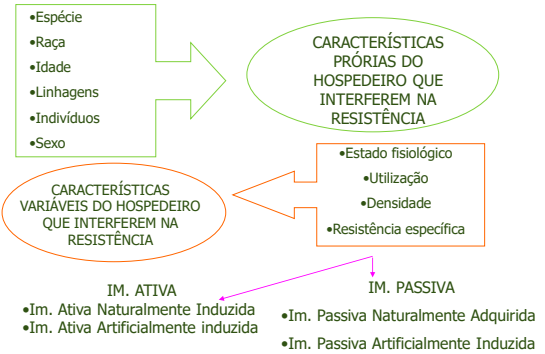 •Espécie
•Raça
•Idade
•Linhagens
•Indivíduos
•Sexo
CARACTERÍSTICAS
PRÓRIAS DO
HOSPEDEIRO QUE
INTERFEREM NA
RESISTÊNCIA
•Estado fisiológico
•Utilização
•Densidade
•Resistência específica
CARACTERÍSTICAS
VARIÁVEIS DO HOSPEDEIRO
QUE INTERFEREM NA
RESISTÊNCIA
IM. ATIVA
•Im. Ativa Naturalmente Induzida
•Im. Ativa Artificialmente induzida
IM. PASSIVA
•Im. Passiva Naturalmente Adquirida
•Im. Passiva Artificialmente Induzida